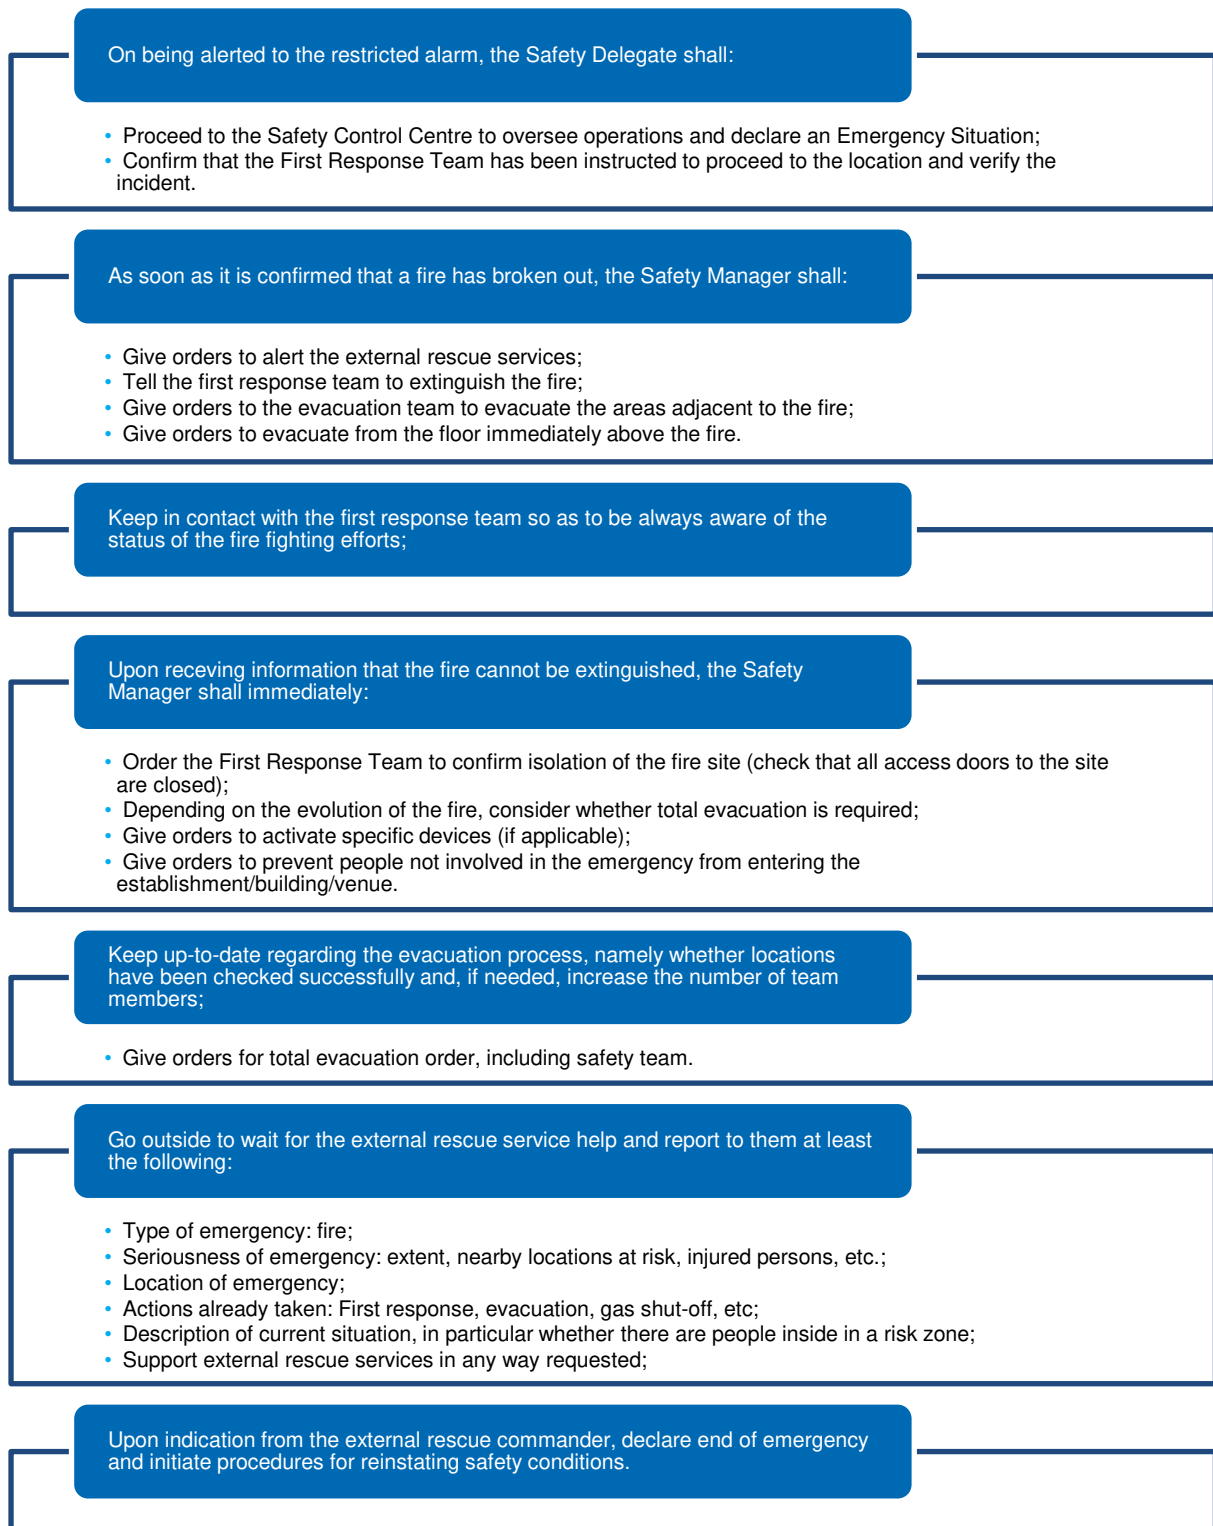 On being alerted to the restricted alarm, the Safety Delegate shall:
• Proceed to the Safety Control Centre to oversee operations and declare an Emergency Situation;
• Confirm that the First Response Team has been instructed to proceed to the location and verify the
incident.
As soon as it is confirmed that a fire has broken out, the Safety Manager shall:
• Give orders to alert the external rescue services;
• Tell the first response team to extinguish the fire;
• Give orders to the evacuation team to evacuate the areas adjacent to the fire;
• Give orders to evacuate from the floor immediately above the fire.
Keep in contact with the first response team so as to be always aware of the
status of the fire fighting efforts;
Upon receving information that the fire cannot be extinguished, the Safety
Manager shall immediately:
• Order the First Response Team to confirm isolation of the fire site (check that all access doors to the site
are closed);
• Depending on the evolution of the fire, consider whether total evacuation is required;
• Give orders to activate specific devices (if applicable);
• Give orders to prevent people not involved in the emergency from entering the
establishment/building/venue.
Keep up-to-date regarding the evacuation process, namely whether locations
have been checked successfully and, if needed, increase the number of team
members;
• Give orders for total evacuation order, including safety team.
Go outside to wait for the external rescue service help and report to them at least
the following:
• Type of emergency: fire;
• Seriousness of emergency: extent, nearby locations at risk, injured persons, etc.;
• Location of emergency;
• Actions already taken: First response, evacuation, gas shut-off, etc;
• Description of current situation, in particular whether there are people inside in a risk zone;
• Support external rescue services in any way requested;
Upon indication from the external rescue commander, declare end of emergency
and initiate procedures for reinstating safety conditions.